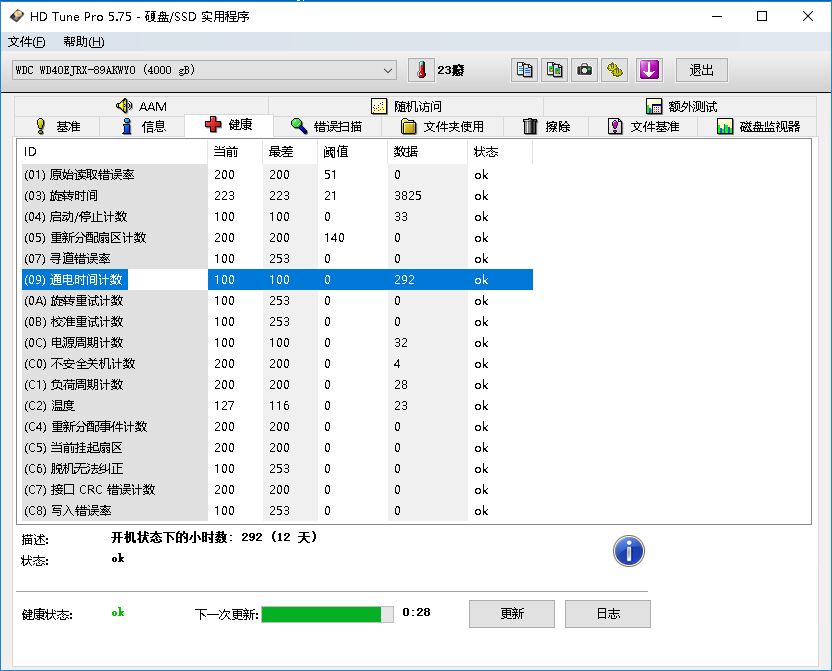 HD Tune Pro 5.75 - 硬盘/SSD 实用程序
文件(F) 帮助(H)
WDC WD40EJRX-89AKWY0 (4000 gB) 23癈 退出
AAM 随机访问 额外测试
基准 信息 健康 错误扫描 文件夹使用 擦除 文件基准 磁盘监视器
ID 当前 最差 阈值 数据 状态
(01) 原始读取错误率 200 200 51 0 ok
(03) 旋转时间 223 223 21 3825 ok
(04) 启动/停止计数 100 100 0 33 ok
(05) 重新分配扇区计数 200 200 140 0 ok
(07) 寻道错误率 100 253 0 0 ok
(09) 通电时间计数 100 100 0 292 ok
(0A) 旋转重试计数 100 253 0 0 ok
(0B) 校准重试计数 100 253 0 0 ok
(0C) 电源周期计数 100 100 0 32 ok
(C0) 不安全关机计数 200 200 0 4 ok
(C1) 负荷周期计数 200 200 0 28 ok
(C2) 温度 127 116 0 23 ok
(C4) 重新分配事件计数 200 200 0 0 ok
(C5) 当前挂起扇区 200 200 0 0 ok
(C6) 脱机无法纠正 100 253 0 0 ok
(C7) 接口 CRC 错误计数 200 200 0 0 ok
(C8) 写入错误率 100 253 0 0 ok
描述: 开机状态下的小时数: 292 (12 天)
状态: ok
健康状态: ok 下一次更新: 0:28 更新 日志